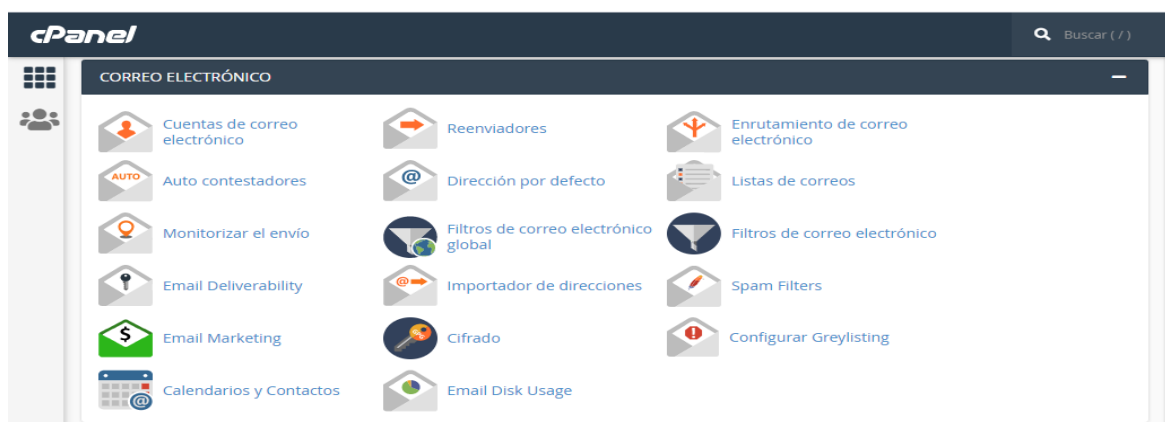 cPanel
Buscar ( / )
CORREO ELECTRÓNICO
Cuentas de correo
electrónico
Reenviadores
Enrutamiento de correo
electrónico
AUTO
Auto contestadores
@
Dirección por defecto
Listas de correos
Monitorizar el envío
Filtros de correo electrónico
global
Filtros de correo electrónico
Email Deliverability
@
Importador de direcciones
Spam Filters
$
Email Marketing
Cifrado
!
Configurar Greylisting
@
Calendarios y Contactos
Email Disk Usage